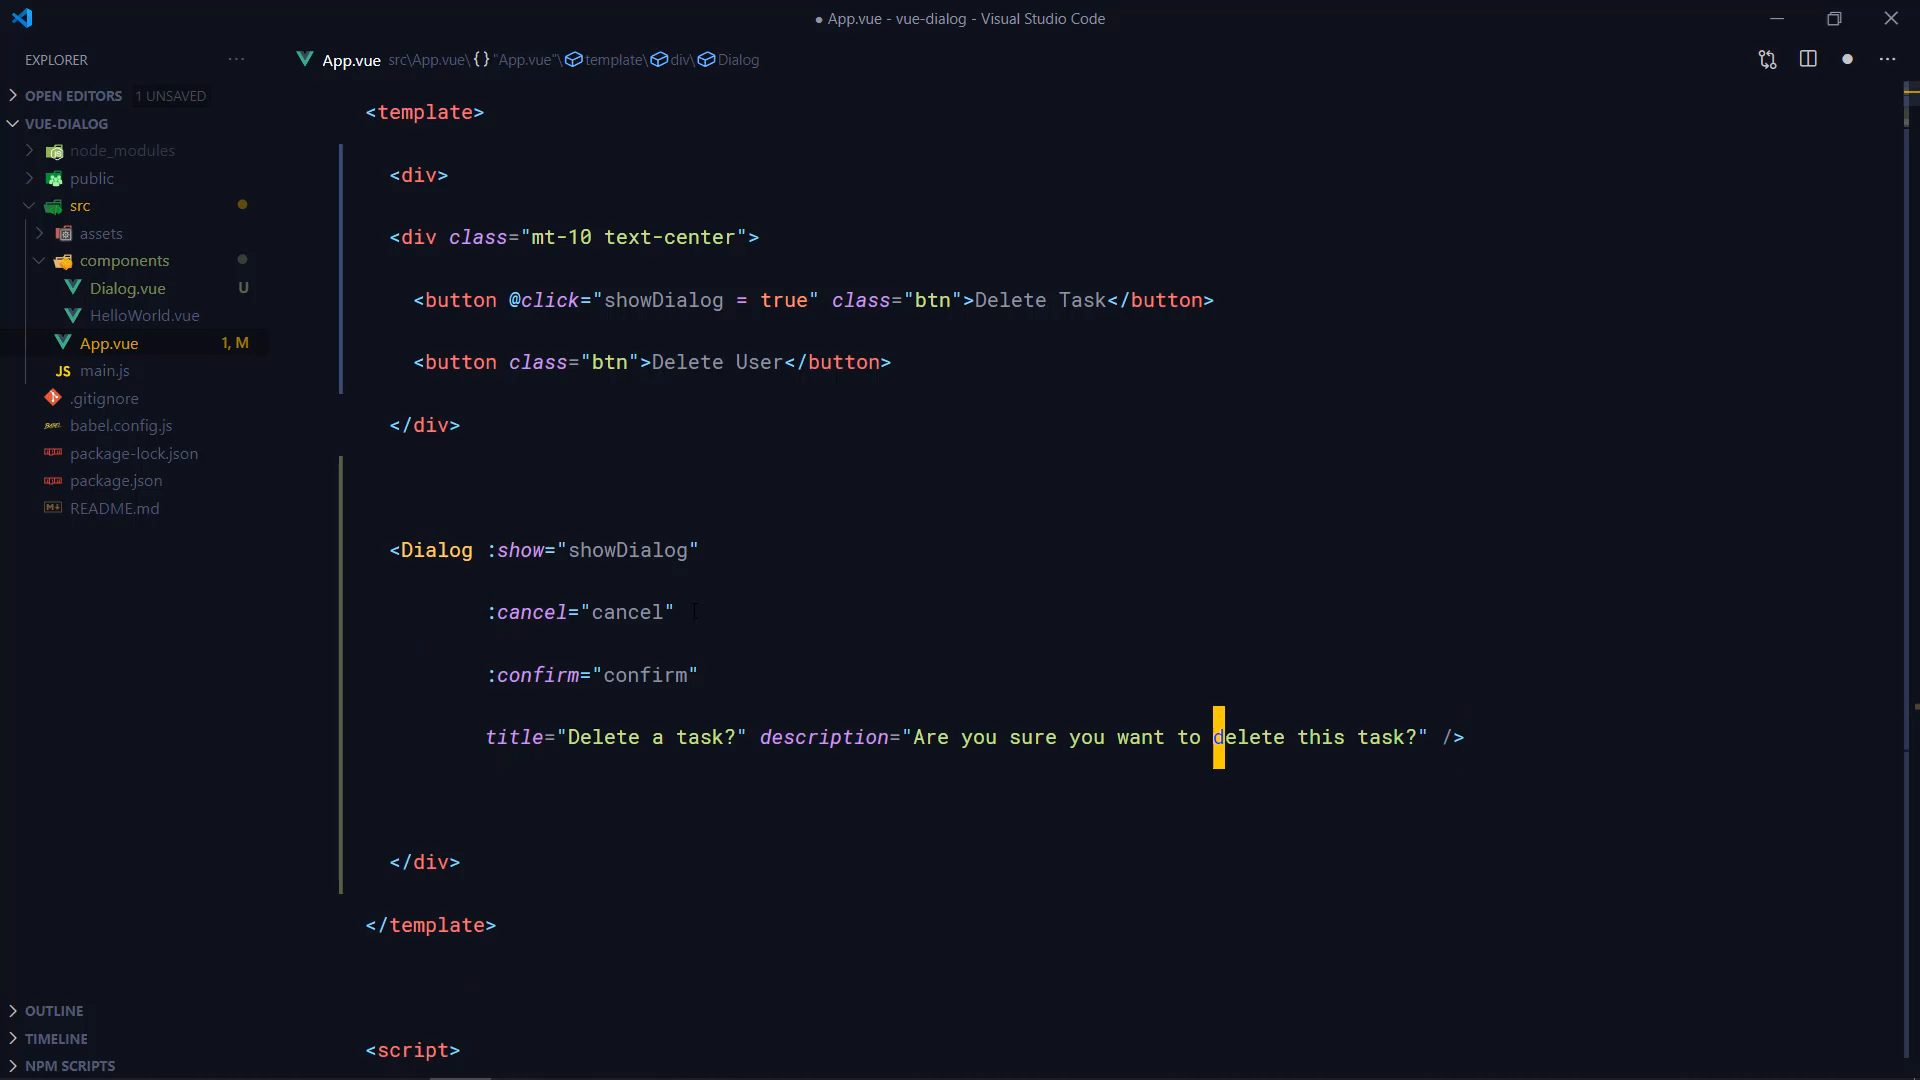 ● App.vue - vue-dialog - Visual Studio Code
EXPLORER
App.vue src\App.vue\{ } "App.vue"\ template\ div\ Dialog
OPEN EDITORS 1 UNSAVED
VUE-DIALOG
node_modules
public
src
assets
components
Dialog.vue U
HelloWorld.vue
App.vue 1, M
JS main.js
.gitignore
BABEL babel.config.js
package-lock.json
package.json
README.md
OUTLINE
TIMELINE
NPM SCRIPTS
<template>
<div>
<div class="mt-10 text-center">
<button @click="showDialog = true" class="btn">Delete Task</button>
<button class="btn">Delete User</button>
</div>
<Dialog :show="showDialog"
:cancel="cancel"
:confirm="confirm"
title="Delete a task?" description="Are you sure you want to delete this task?" />
</div>
</template>
<script>